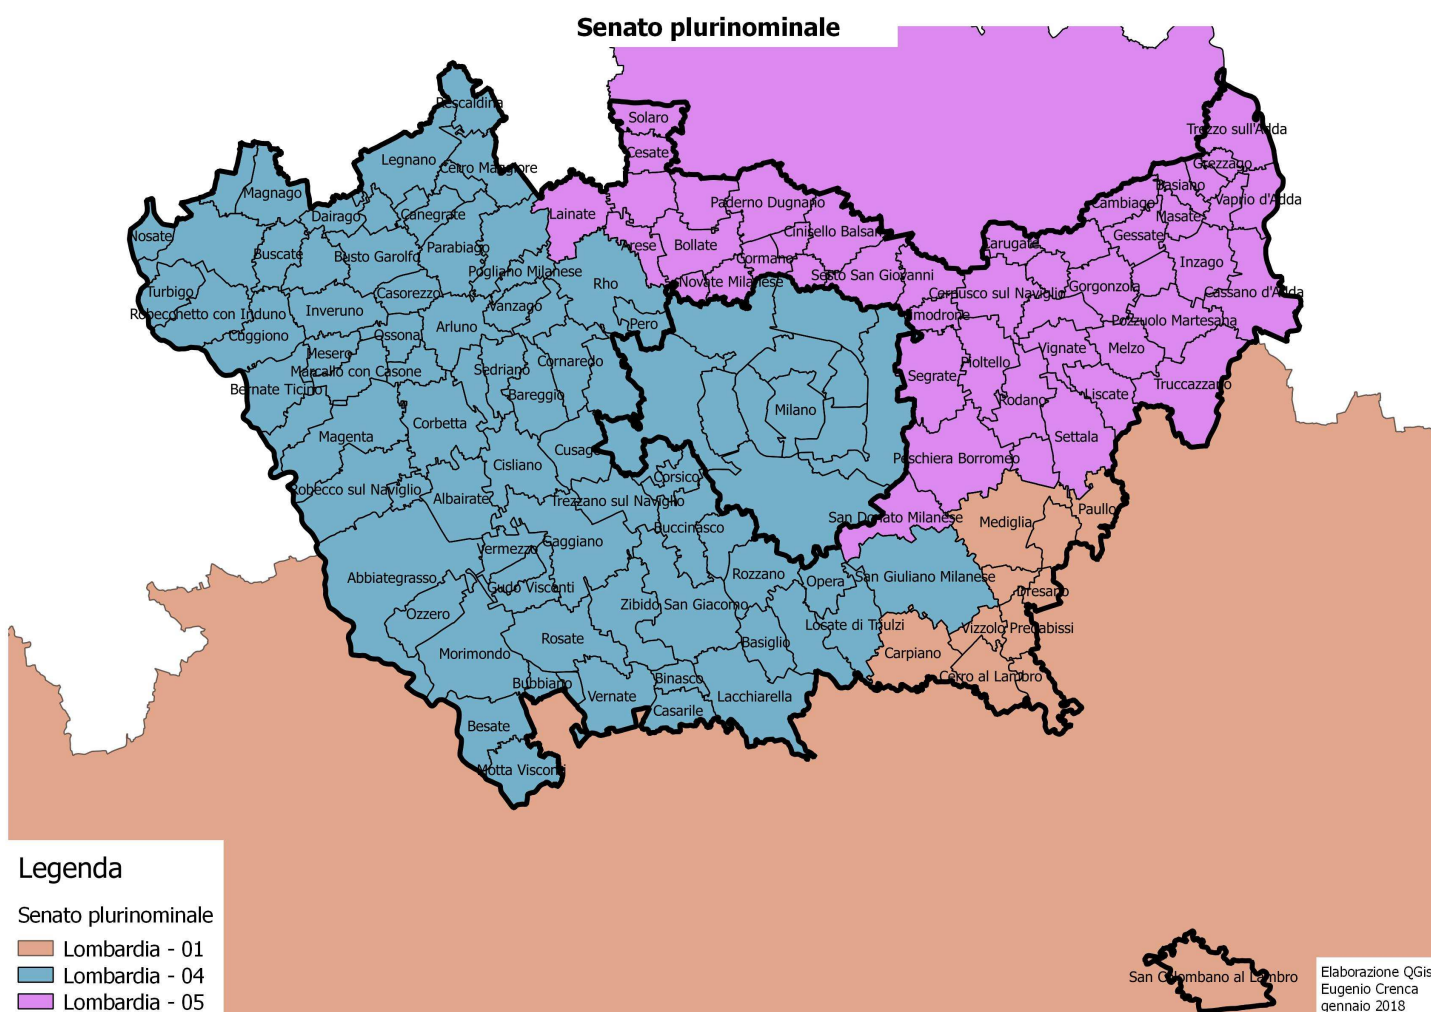 Senato plurinominale
Rescaldina
Solaro
Trezzo sull'Adda
Cesate
Legnano
Cerro Maggiore
Grezzago
Basiano
Magnago
Cambiago
Vaprio d'Adda
Paderno Dugnano
Dairago
Canegrate
Lainate
Masate
Nosate
Cinisello Balsamo
Gessate
Buscate
Busto Garolfo
Parabiago
Arese
Bollate
Carugate
Cormano
Inzago
Pogliano Milanese
Rho
Novate Milanese
Sesto San Giovanni
Turbigo
Casorezzo
Cernusco sul Naviglio
Gorgonzola
Cassano d'Adda
Robecchetto con Induno
Inveruno
Vanzago
Pero
Vimodrone
Pozzuolo Martesana
Cuggiono
Ossona
Arluno
Mesero
Cornaredo
Vignate
Melzo
Marcallo con Casone
Sedriano
Pioltello
Segrate
Bernate Ticino
Bareggio
Truccazzano
Liscate
Rodano
Milano
Corbetta
Magenta
Settala
Cusago
Cisliano
Peschiera Borromeo
Corsico
Robecco sul Naviglio
Albairate
Trezzano sul Naviglio
Paullo
San Donato Milanese
Mediglia
Buccinasco
Vermezzo
Gaggiano
Abbiategrasso
Rozzano
Opera
San Giuliano Milanese
Gudo Visconti
Dresano
Ozzero
Zibido San Giacomo
Locate di Triulzi
Vizzolo Predabissi
Rosate
Basiglio
Morimondo
Carpiano
Cerro al Lambro
Bubbiano
Binasco
Vernate
Lacchiarella
Casarile
Besate
Motta Visconti
Legenda
Senato plurinominale
Lombardia - 01
Lombardia - 04
Lombardia - 05
San Colombano al Lambro
Elaborazione QGis
Eugenio Crenca
gennaio 2018